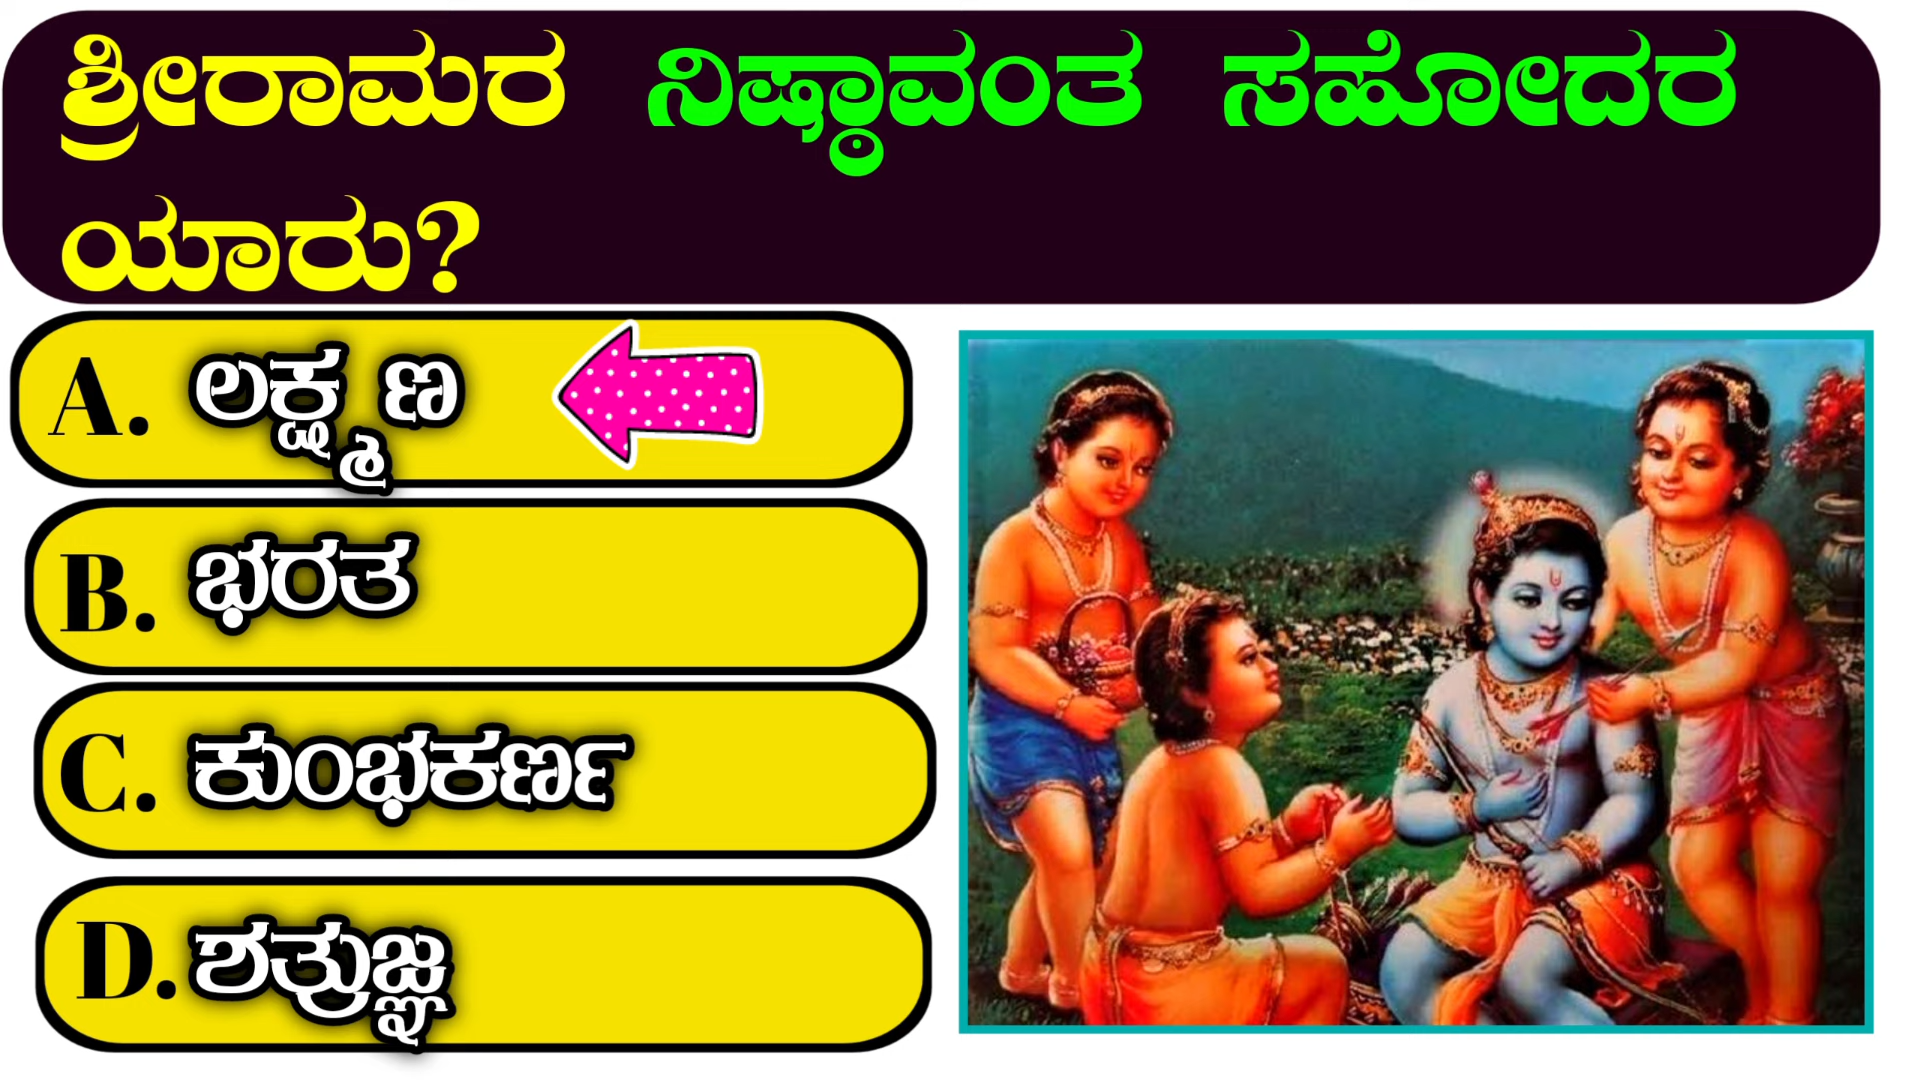 ಶ್ರೀರಾಮರ ನಿಷ್ಠಾವಂತ ಸಹೋದರ
ಯಾರು?
A. ಲಕ್ಷ್ಮಣ
B. ಭರತ
C. ಕುಂಭಕರ್ಣ
D. ಶತ್ರುಜ್ಞ